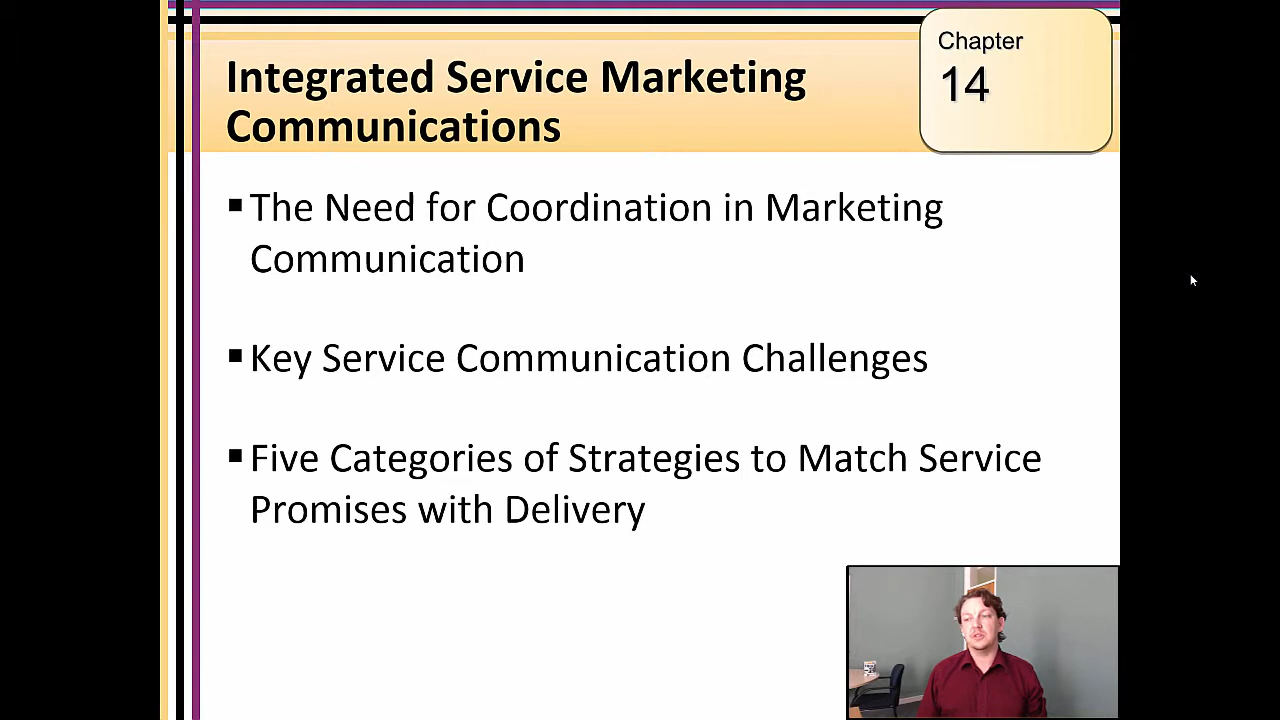 Integrated Service Marketing
Communications
Chapter
14
▪ The Need for Coordination in Marketing
Communication
▪ Key Service Communication Challenges
▪ Five Categories of Strategies to Match Service
Promises with Delivery